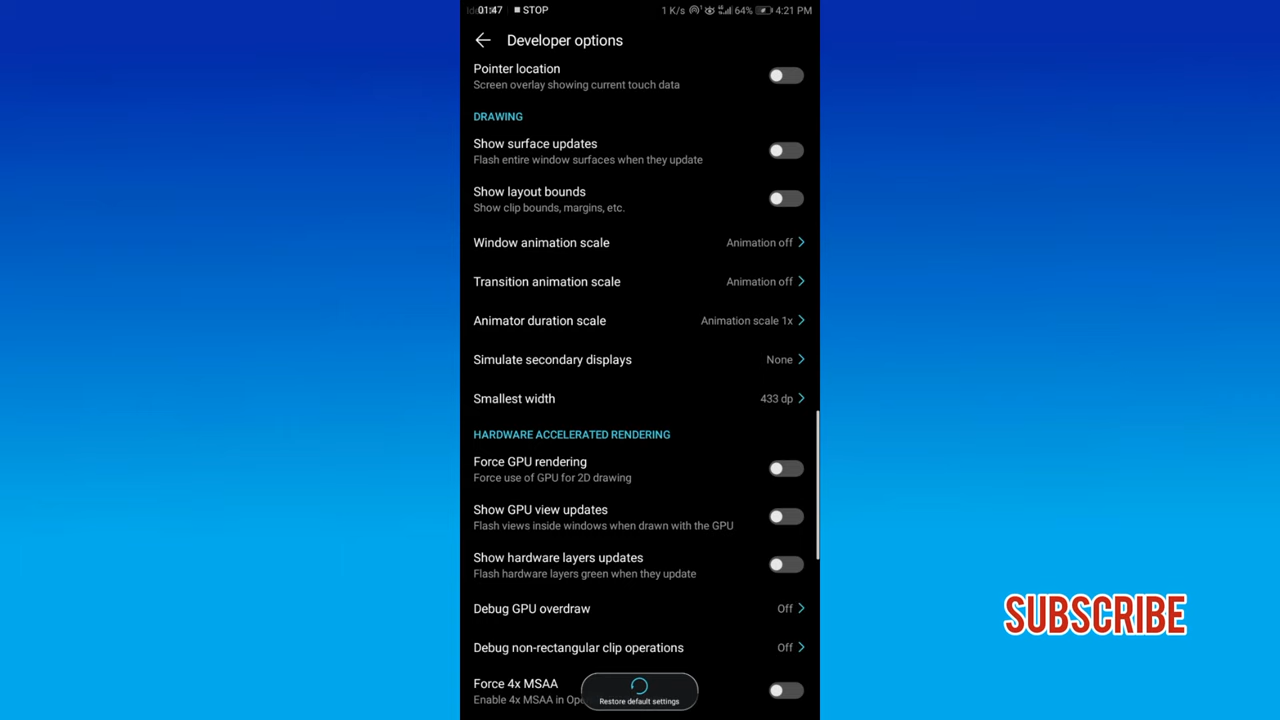 01:47 ■ STOP 1 K/s 64% 4:21 PM
Developer options
Pointer location
Screen overlay showing current touch data
DRAWING
Show surface updates
Flash entire window surfaces when they update
Show layout bounds
Show clip bounds, margins, etc.
Window animation scale Animation off
Transition animation scale Animation off
Animator duration scale Animation scale 1x
Simulate secondary displays None
Smallest width 433 dp
HARDWARE ACCELERATED RENDERING
Force GPU rendering
Force use of GPU for 2D drawing
Show GPU view updates
Flash views inside windows when drawn with the GPU
Show hardware layers updates
Flash hardware layers green when they update
Debug GPU overdraw Off
Debug non-rectangular clip operations Off
Force 4x MSAA
Enable 4x MSAA in
Restore default settings
SUBSCRIBE